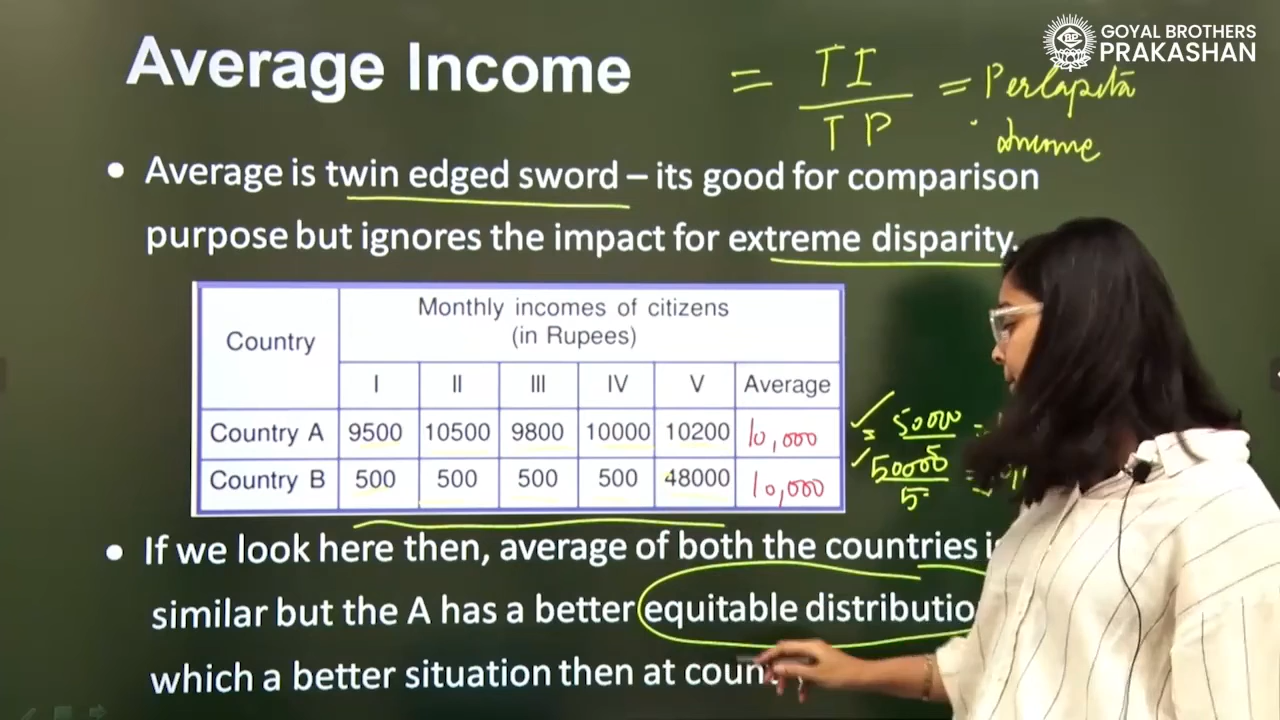 GOYAL BROTHERS
PRAKASHAN
Average Income
= TI / TP = PerCapita
Income
• Average is twin edged sword – its good for comparison
purpose but ignores the impact for extreme disparity.
Country Monthly incomes of citizens
(in Rupees)
I II III IV V Average
Country A 9500 10500 9800 10000 10200 10,000
Country B 500 500 500 500 48000 10,000
= 50000 / 5 =
50000 / 5 =
• If we look here then, average of both the countries
similar but the A has a better equitable distributio
which a better situation then at coun